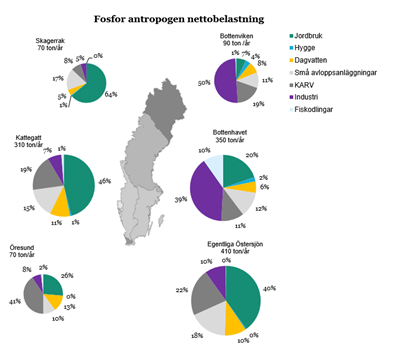 Fosfor antropogen nettobelastning
Skagerrak
70 ton/år
8% 5% 0%
17%
5%
1%
64%
Bottenviken
90 ton/år
1% 7%
4%
8%
11%
19%
50%
Jordbruk
Hygge
Dagvatten
Små avloppsanläggningar
KARV
Industri
Fiskodlingar
Kattegatt
310 ton/år
7% 1%
19%
46%
15%
11% 1%
Bottenhavet
350 ton/år
10%
20%
2%
6%
12%
11%
39%
Öresund
70 ton/år
8% 2%
26%
0%
13%
10%
41%
Egentliga Östersjön
410 ton/år
10% 0%
40%
22%
0%
10%
18%